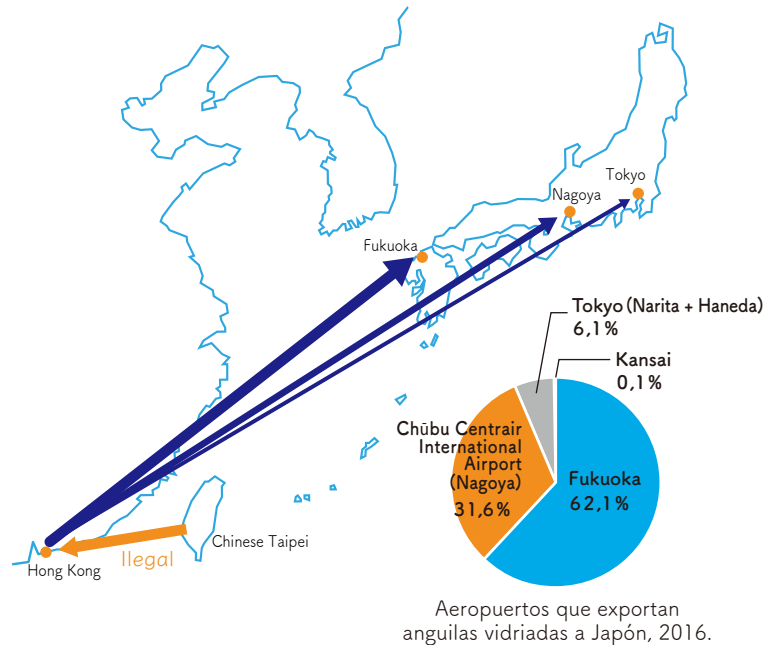 Tokyo
Nagoya
Fukuoka
Tokyo (Narita + Haneda)
6,1%
Kansai
0,1%
Chūbu Centrair
International
Airport
(Nagoya)
31,6%
Fukuoka
62,1%
Chinese Taipei
Ilegal
Hong Kong
Aeropuertos que exportan
anguilas vidriadas a Japón, 2016.